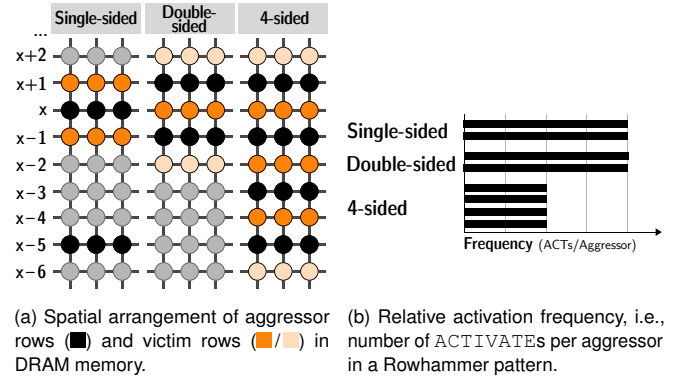 Single-sided
Double-
sided
4-sided
...
x+2
x+1
x
x−1
x−2
x−3
x−4
x−5
x−6
Single-sided
Double-sided
4-sided
Frequency (ACTs/Aggressor)
(a) Spatial arrangement of aggressor
rows (■) and victim rows (■/■) in
DRAM memory.
(b) Relative activation frequency, i.e.,
number of ACTIVATEs per aggressor
in a Rowhammer pattern.